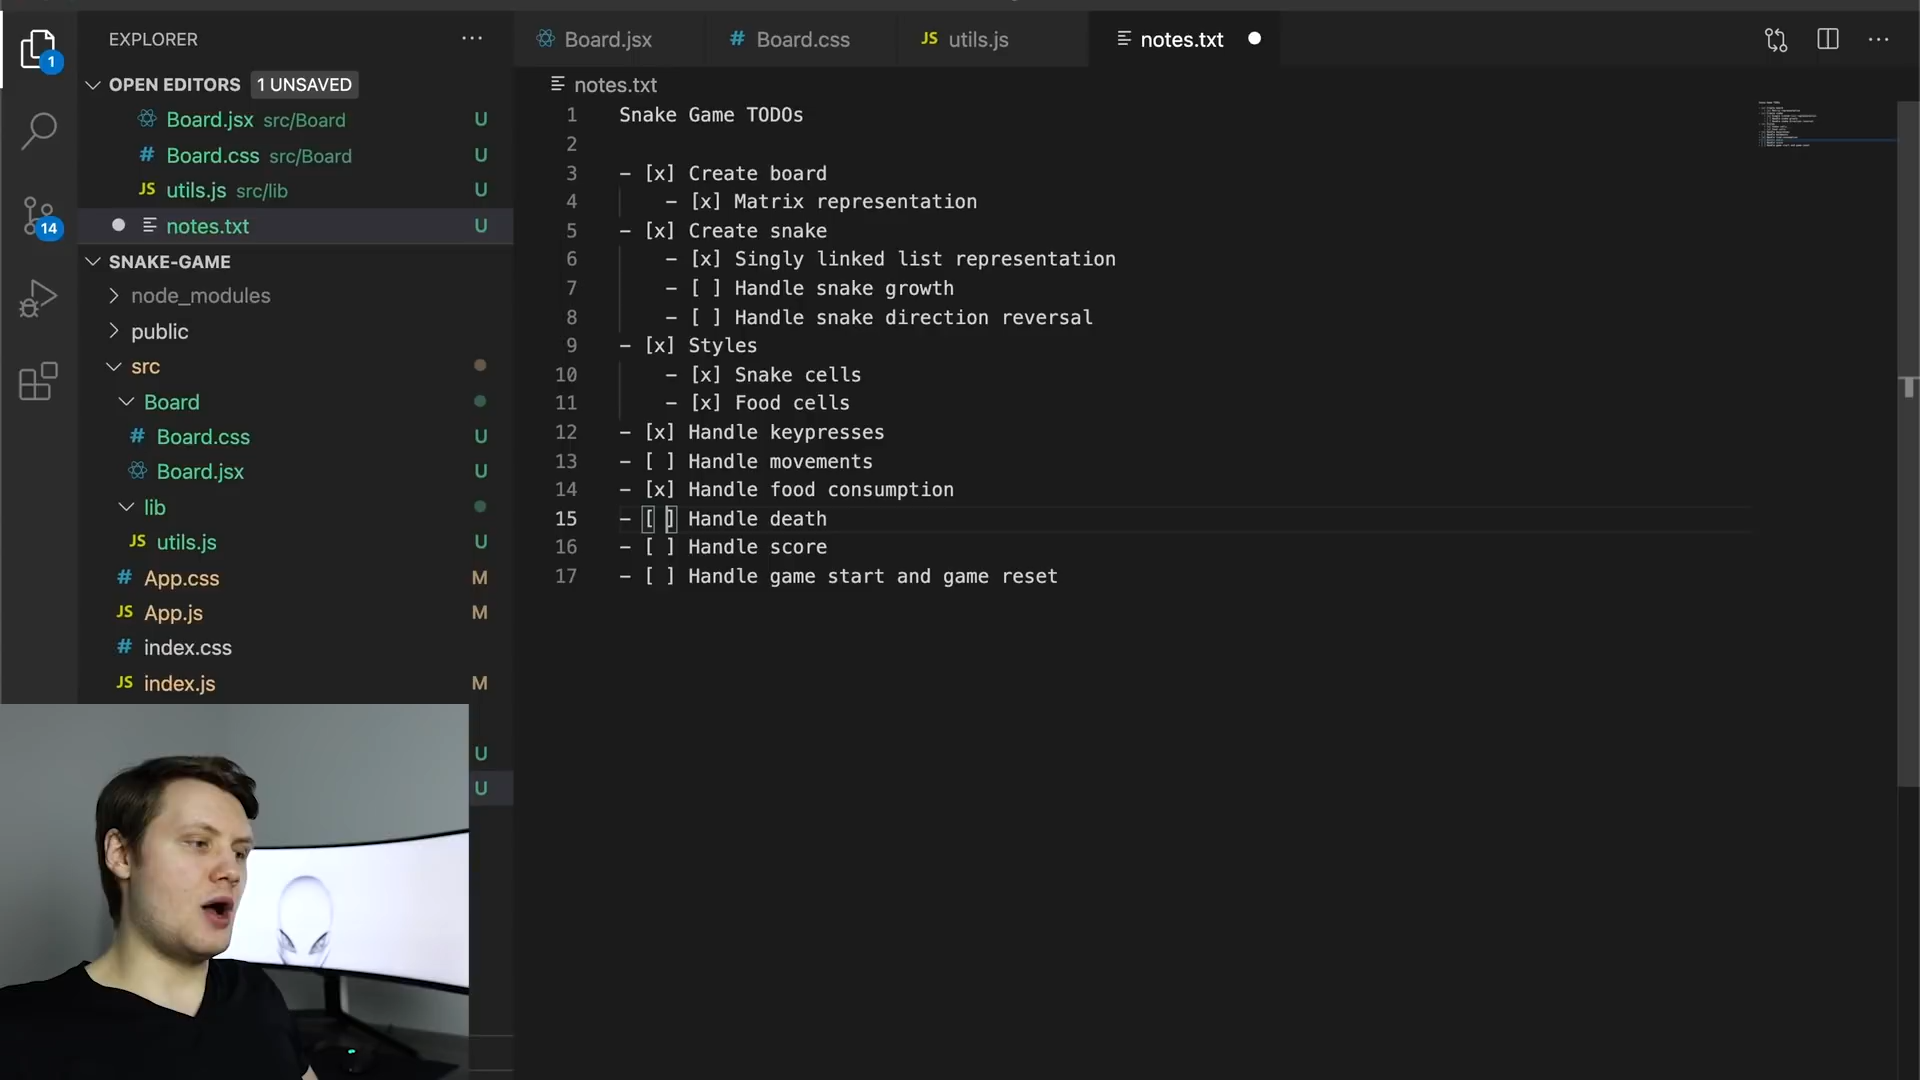 EXPLORER
OPEN EDITORS 1 UNSAVED
Board.jsx src/Board U
Board.css src/Board U
JS utils.js src/lib U
notes.txt U
SNAKE-GAME
node_modules
public
src
Board
# Board.css U
Board.jsx U
lib
JS utils.js U
# App.css M
JS App.js M
# index.css
JS index.js M
U
U
1
14
Board.jsx # Board.css JS utils.js notes.txt
notes.txt
1 Snake Game TODOs
2
3 - [x] Create board
4 - [x] Matrix representation
5 - [x] Create snake
6 - [x] Singly linked list representation
7 - [ ] Handle snake growth
8 - [ ] Handle snake direction reversal
9 - [x] Styles
10 - [x] Snake cells
11 - [x] Food cells
12 - [x] Handle keypresses
13 - [ ] Handle movements
14 - [x] Handle food consumption
15 - [ ] Handle death
16 - [ ] Handle score
17 - [ ] Handle game start and game reset